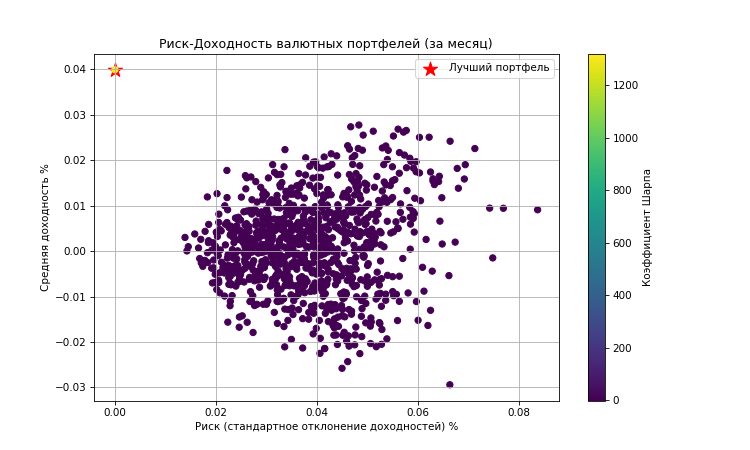 Риск-Доходность валютных портфелей (за месяц)
Лучший портфель
0.04
0.03
0.02
0.01
0.00
−0.01
−0.02
−0.03
Средняя доходность %
0.00 0.02 0.04 0.06 0.08
Риск (стандартное отклонение доходностей) %
1200
1000
800
600
400
200
0
Коэффициент Шарпа